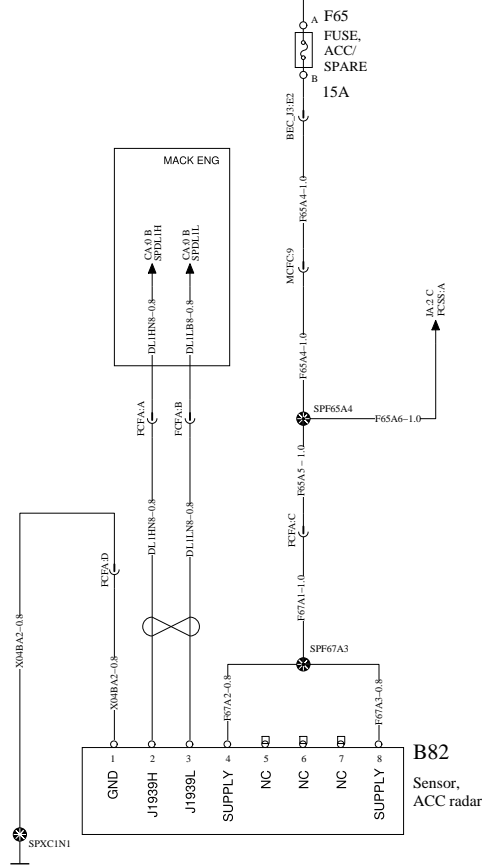 A F65
FUSE,
ACC/
SPARE
B
15A
BEC_J3:E2
F65A4–1.0
MCFC:9
F65A4–1.0
MACK ENG
CA:0 B
SPDL1H
CA:0 B
SPDL1L
DL1HN8–0.8
DL1LB8–0.8
FCFA:A
FCFA:B
DL1HN8–0.8
DL1LN8–0.8
JA:2 C
FCSS:A
SPF65A4
F65A6–1.0
F65A5 – 1.0
FCFA:C
F67A1–1.0
SPF67A3
F67A2–0.8
F67A3–0.8
FCFA:D
X04BA2–0.8
X04BA2–0.8
1 2 3 4 5 6 7 8
GND
J1939H
J1939L
SUPPLY
NC
NC
NC
SUPPLY
B82
Sensor,
ACC radar
SPXC1N1